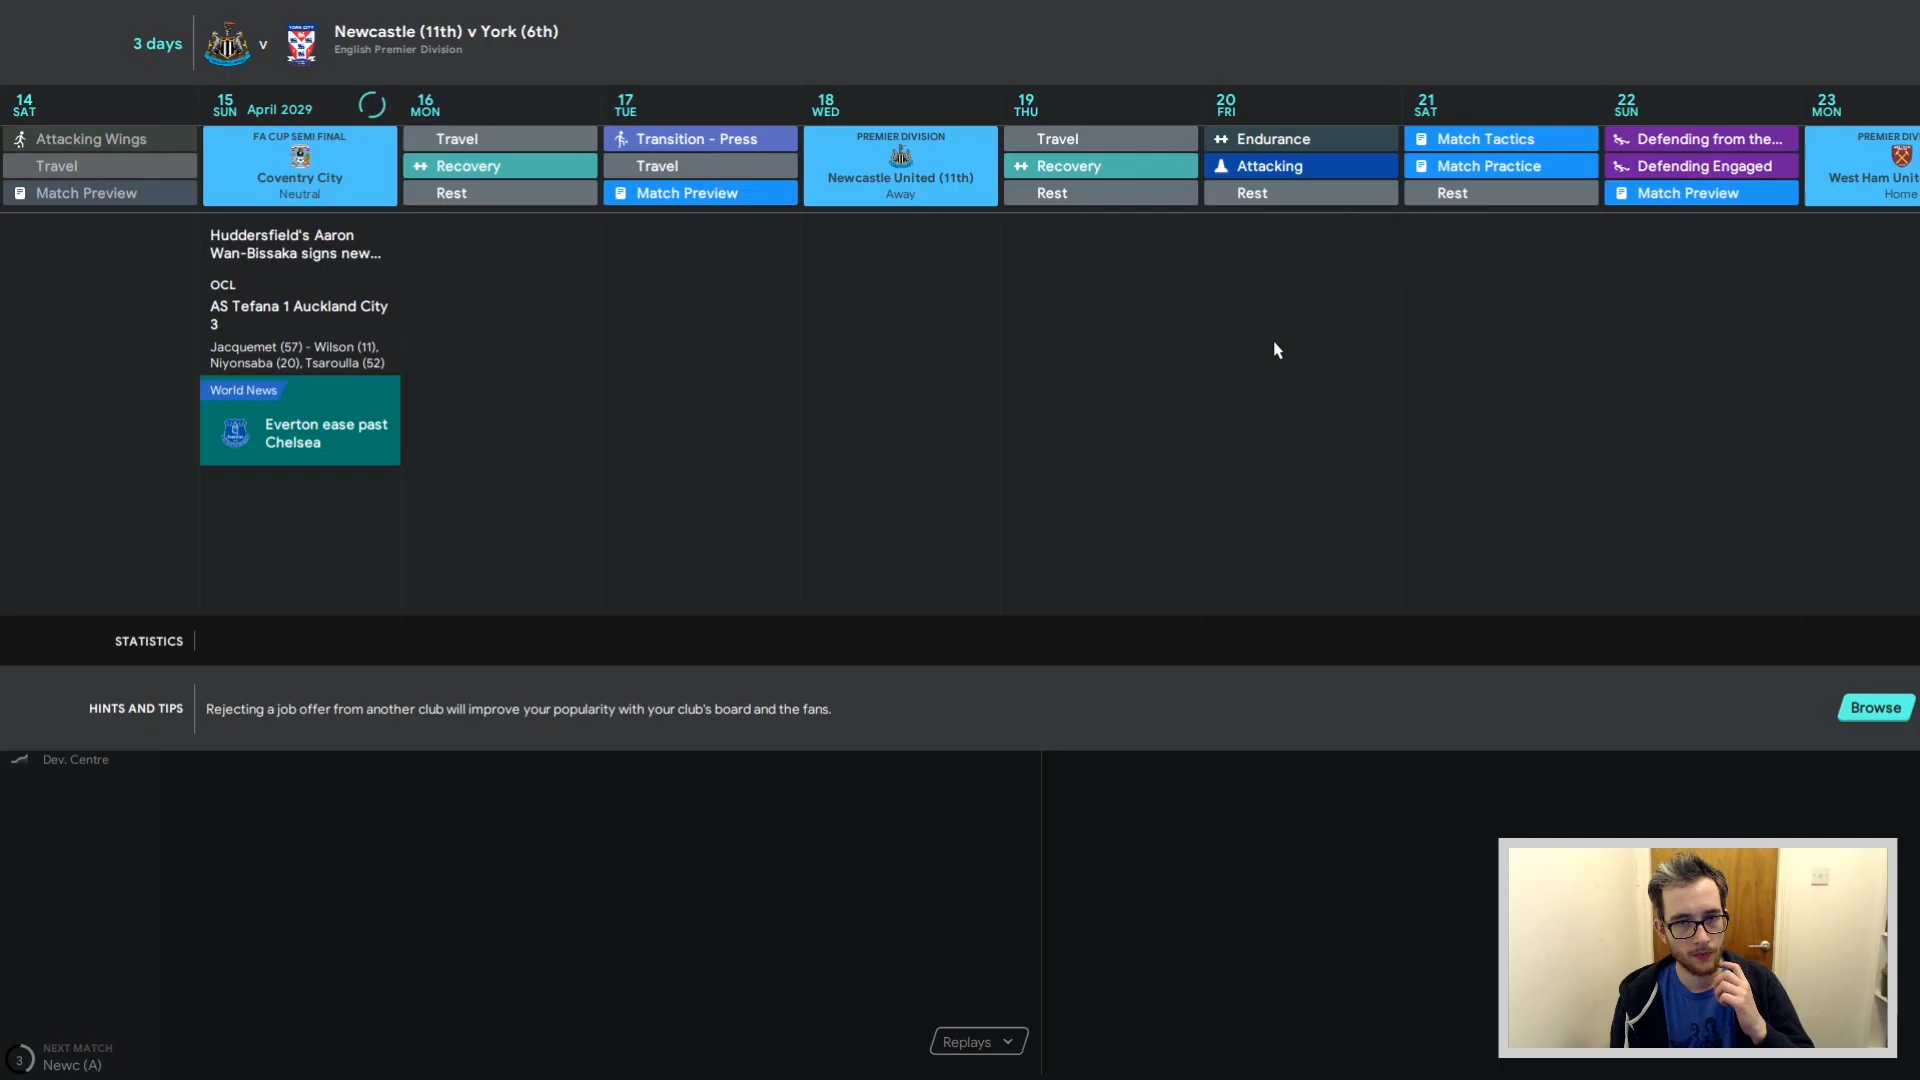 3 days
v
YORK CITY
Newcastle (11th) v York (6th)
English Premier Division
14
SAT
15
SUN April 2029
16
MON
17
TUE
18
WED
19
THU
20
FRI
21
SAT
22
SUN
23
MON
Attacking Wings
Travel
Match Preview
FA CUP SEMI FINAL
Coventry City
Neutral
Travel
Recovery
Rest
Transition - Press
Travel
Match Preview
PREMIER DIVISION
Newcastle United (11th)
Away
Travel
Recovery
Rest
Endurance
Attacking
Rest
Match Tactics
Match Practice
Rest
Defending from the...
Defending Engaged
Match Preview
PREMIER DIV
West Ham Unit
Home
Huddersfield's Aaron
Wan-Bissaka signs new...
OCL
AS Tefana 1 Auckland City
3
Jacquemet (57) - Wilson (11),
Niyonsaba (20), Tsaroulla (52)
World News
Everton ease past
Chelsea
STATISTICS
HINTS AND TIPS
Rejecting a job offer from another club will improve your popularity with your club's board and the fans.
Browse
Dev. Centre
Replays
3
NEXT MATCH
Newc (A)